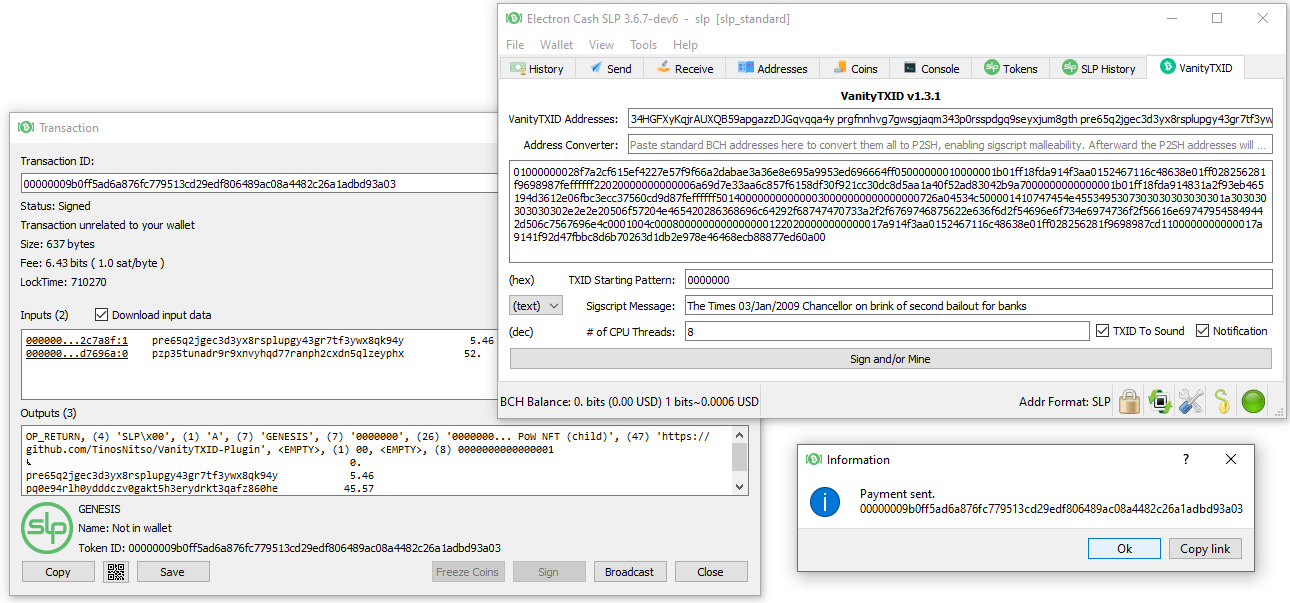 Electron Cash SLP 3.6.7-dev6 - slp [slp_standard]
File Wallet View Tools Help
History Send Receive Addresses Coins Console Tokens SLP History VanityTXID
VanityTXID v1.3.1
VanityTXID Addresses: 34HGFXyKqjrAUXQB59apgazzDJGqvqqa4y prgfnnhvg7gwsgjaqm343p0rsspdgq9seyxjum8gth pre65q2jgec3d3yx8rsplupgy43gr7tf3yw
Address Converter: Paste standard BCH addresses here to convert them all to P2SH, enabling sigscript malleability. Afterward the P2SH addresses will ...
01000000028f7a2cf615ef4227e57f9f66a2dabae3a36e8e695a9953ed696664ff05000000010000001b01ff18fda914f3aa0152467116c48638e01ff028256281
f9698987feffffff22020000000000006a69d7e33aa6c857f6158df30f921cc30dc8d5aa1a40f52ad83042b9a7000000000000001b01ff18fda914831a2f93eb465
194d3612e06fbc3ecc37560cd9d87feffffff5014000000000000030000000000000000726a04534c500001410747454e4553495307303030303030301a303030
303030302e2e2e20506f57204e465420286368696c64292f68747470733a2f2f6769746875622e636f6d2f54696e6f734e6974736f2f56616e697479545849442
d506c7567696e4c0001004c000800000000000000012202000000000000017a914f3aa0152467116c48638e01ff028256281f9698987cd1100000000000017a
9141f92d47fbbc8d6b70263d1db2e978e46468ecb88877ed60a00
(hex) TXID Starting Pattern: 0000000
(text) Sigscript Message: The Times 03/Jan/2009 Chancellor on brink of second bailout for banks
(dec) # of CPU Threads: 8 TXID To Sound Notification
Sign and/or Mine
BCH Balance: 0. bits (0.00 USD) 1 bits~0.0006 USD Addr Format: SLP
Transaction
Transaction ID:
00000009b0ff5ad6a876fc779513cd29edf806489ac08a4482c26a1adbd93a03
Status: Signed
Transaction unrelated to your wallet
Size: 637 bytes
Fee: 6.43 bits ( 1.0 sat/byte )
LockTime: 710270
Inputs (2) Download input data
000000...2c7a8f:1 pre65q2jgec3d3yx8rsplupgy43gr7tf3ywx8qk94y 5.46
000000...d7696a:0 pzp35tunadr9r9xnvyhqd77ranph2cxdn5qlzeyphx 52.
Outputs (3)
OP_RETURN, (4) 'SLP\x00', (1) 'A', (7) 'GENESIS', (7) '0000000', (26) '0000000... PoW NFT (child)', (47) 'https://
github.com/TinosNitso/VanityTXID-Plugin', <EMPTY>, (1) 00, <EMPTY>, (8) 0000000000000001
0.
pre65q2jgec3d3yx8rsplupgy43gr7tf3ywx8qk94y 5.46
pq0e94rlh0ydddczv0gakt5h3erydrkt3qafz860he 45.57
slp
GENESIS
Name: Not in wallet
Token ID: 00000009b0ff5ad6a876fc779513cd29edf806489ac08a4482c26a1adbd93a03
Copy Save Freeze Coins Sign Broadcast Close
Information ?
Payment sent.
00000009b0ff5ad6a876fc779513cd29edf806489ac08a4482c26a1adbd93a03
Ok Copy link